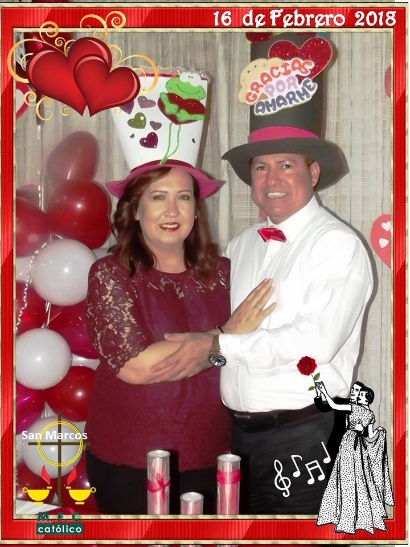 16 de Febrero 2018
GRACIAS
POR
AMARME
San Marcos
católico